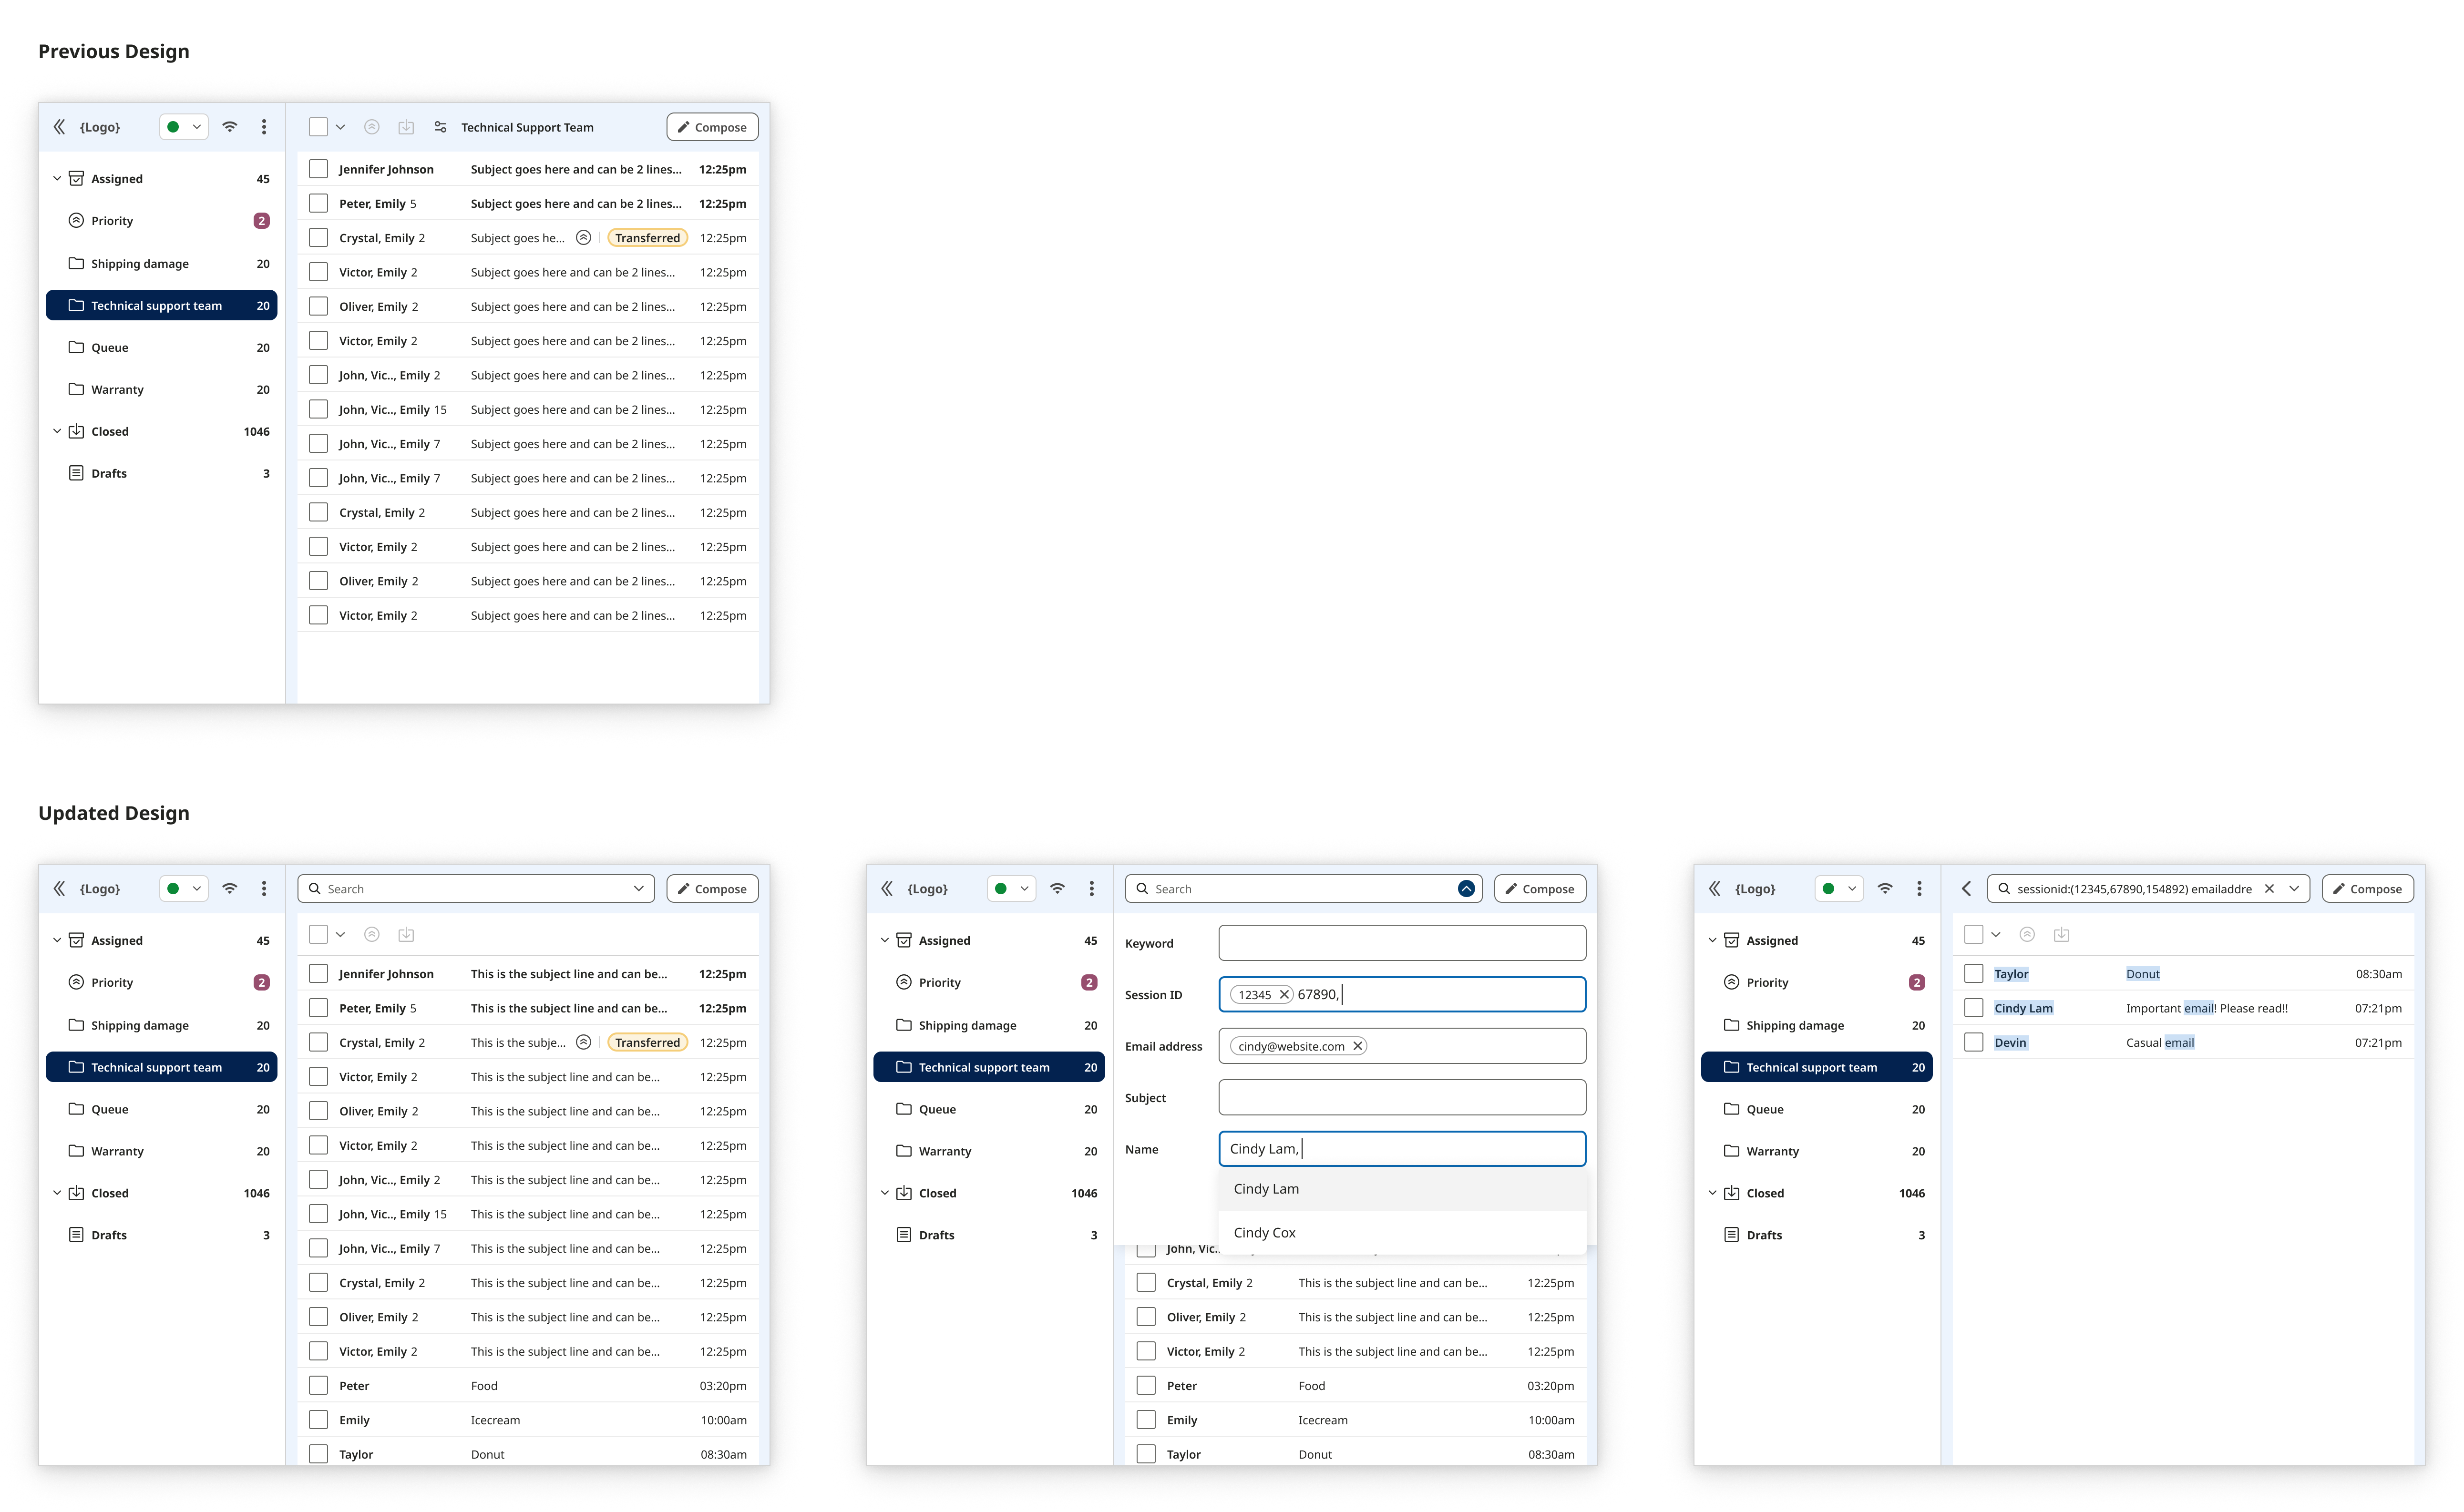 Previous Design
{Logo}
Technical Support Team
Compose
Assigned 45
Priority 2
Shipping damage 20
Technical support team 20
Queue 20
Warranty 20
Closed 1046
Drafts 3
Jennifer Johnson Subject goes here and can be 2 lines... 12:25pm
Peter, Emily 5 Subject goes here and can be 2 lines... 12:25pm
Crystal, Emily 2 Subject goes he... Transferred 12:25pm
Victor, Emily 2 Subject goes here and can be 2 lines... 12:25pm
Oliver, Emily 2 Subject goes here and can be 2 lines... 12:25pm
Victor, Emily 2 Subject goes here and can be 2 lines... 12:25pm
John, Vic.., Emily 2 Subject goes here and can be 2 lines... 12:25pm
John, Vic.., Emily 15 Subject goes here and can be 2 lines... 12:25pm
John, Vic.., Emily 7 Subject goes here and can be 2 lines... 12:25pm
John, Vic.., Emily 7 Subject goes here and can be 2 lines... 12:25pm
Crystal, Emily 2 Subject goes here and can be 2 lines... 12:25pm
Victor, Emily 2 Subject goes here and can be 2 lines... 12:25pm
Oliver, Emily 2 Subject goes here and can be 2 lines... 12:25pm
Victor, Emily 2 Subject goes here and can be 2 lines... 12:25pm
Updated Design
{Logo}
Search
Compose
Assigned 45
Priority 2
Shipping damage 20
Technical support team 20
Queue 20
Warranty 20
Closed 1046
Drafts 3
Jennifer Johnson This is the subject line and can be... 12:25pm
Peter, Emily 5 This is the subject line and can be... 12:25pm
Crystal, Emily 2 This is the subje... Transferred 12:25pm
Victor, Emily 2 This is the subject line and can be... 12:25pm
Oliver, Emily 2 This is the subject line and can be... 12:25pm
Victor, Emily 2 This is the subject line and can be... 12:25pm
John, Vic.., Emily 2 This is the subject line and can be... 12:25pm
John, Vic.., Emily 15 This is the subject line and can be... 12:25pm
John, Vic.., Emily 7 This is the subject line and can be... 12:25pm
Crystal, Emily 2 This is the subject line and can be... 12:25pm
Oliver, Emily 2 This is the subject line and can be... 12:25pm
Victor, Emily 2 This is the subject line and can be... 12:25pm
Peter Food 03:20pm
Emily Icecream 10:00am
Taylor Donut 08:30am
{Logo}
Search
Compose
Assigned 45
Priority 2
Shipping damage 20
Technical support team 20
Queue 20
Warranty 20
Closed 1046
Drafts 3
Keyword
Session ID 12345 67890,
Email address cindy@website.com
Subject
Name Cindy Lam,
Cindy Lam
Cindy Cox
John, Vic..
Crystal, Emily 2 This is the subject line and can be... 12:25pm
Oliver, Emily 2 This is the subject line and can be... 12:25pm
Victor, Emily 2 This is the subject line and can be... 12:25pm
Peter Food 03:20pm
Emily Icecream 10:00am
Taylor Donut 08:30am
{Logo}
sessionid:(12345,67890,154892) emailaddre
Compose
Assigned 45
Priority 2
Shipping damage 20
Technical support team 20
Queue 20
Warranty 20
Closed 1046
Drafts 3
Taylor Donut 08:30am
Cindy Lam Important email! Please read!! 07:21pm
Devin Casual email 07:21pm